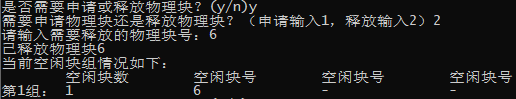 是否需要申请或释放物理块？(y/n)y
申请物理块还是释放物理块？（申请输入1，释放输入2）2
请输入需要释放的物理块号：6
已释放物理块6
当前空闲块组情况如下：
空闲块数 空闲块号 空闲块号 空闲块号
第1组： 1 6 - -